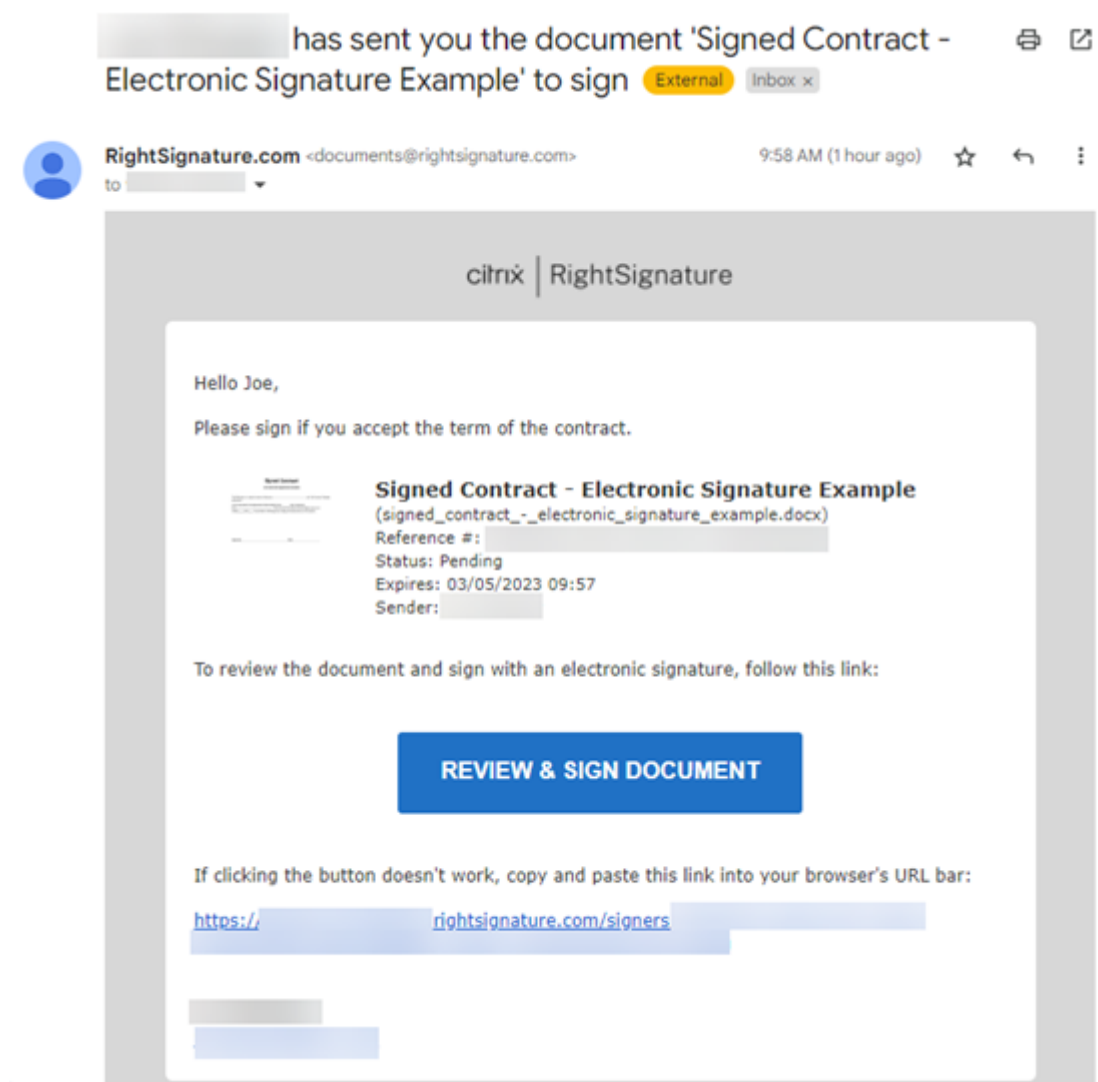 has sent you the document 'Signed Contract -
Electronic Signature Example' to sign External Inbox ×
RightSignature.com <documents@rightsignature.com> 9:58 AM (1 hour ago)
to
citrix | RightSignature
Hello Joe,
Please sign if you accept the term of the contract.
Signed Contract
Signed Contract - Electronic Signature Example
(signed_contract_-_electronic_signature_example.docx)
Reference #:
Status: Pending
Expires: 03/05/2023 09:57
Sender:
To review the document and sign with an electronic signature, follow this link:
REVIEW & SIGN DOCUMENT
If clicking the button doesn't work, copy and paste this link into your browser's URL bar:
https:// rightsignature.com/signers